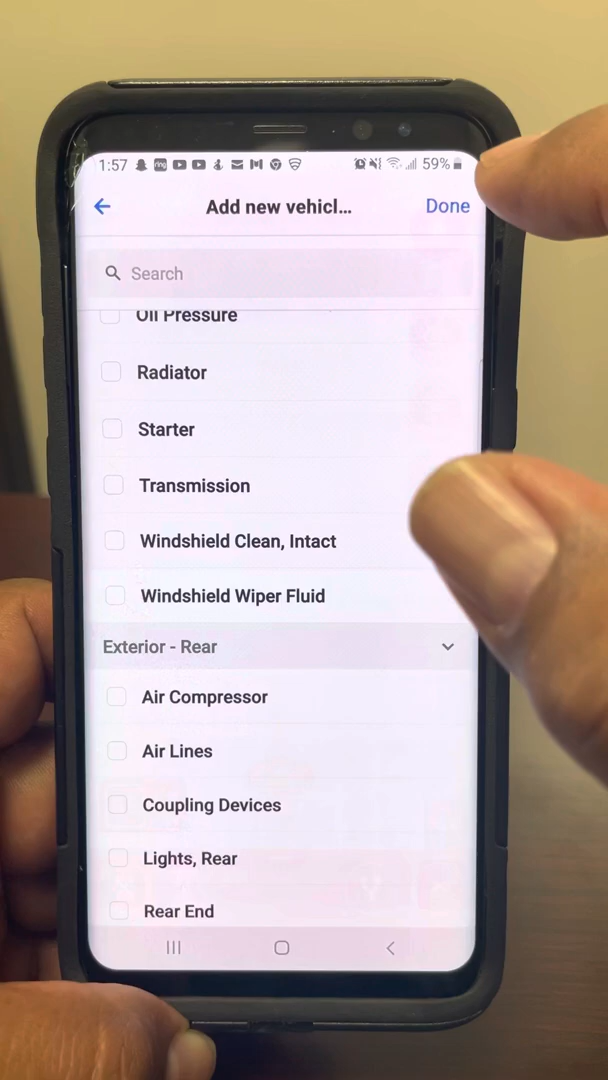 1:57 59%
Add new vehicl... Done
Search
Oil Pressure
Radiator
Starter
Transmission
Windshield Clean, Intact
Windshield Wiper Fluid
Exterior - Rear
Air Compressor
Air Lines
Coupling Devices
Lights, Rear
Rear End